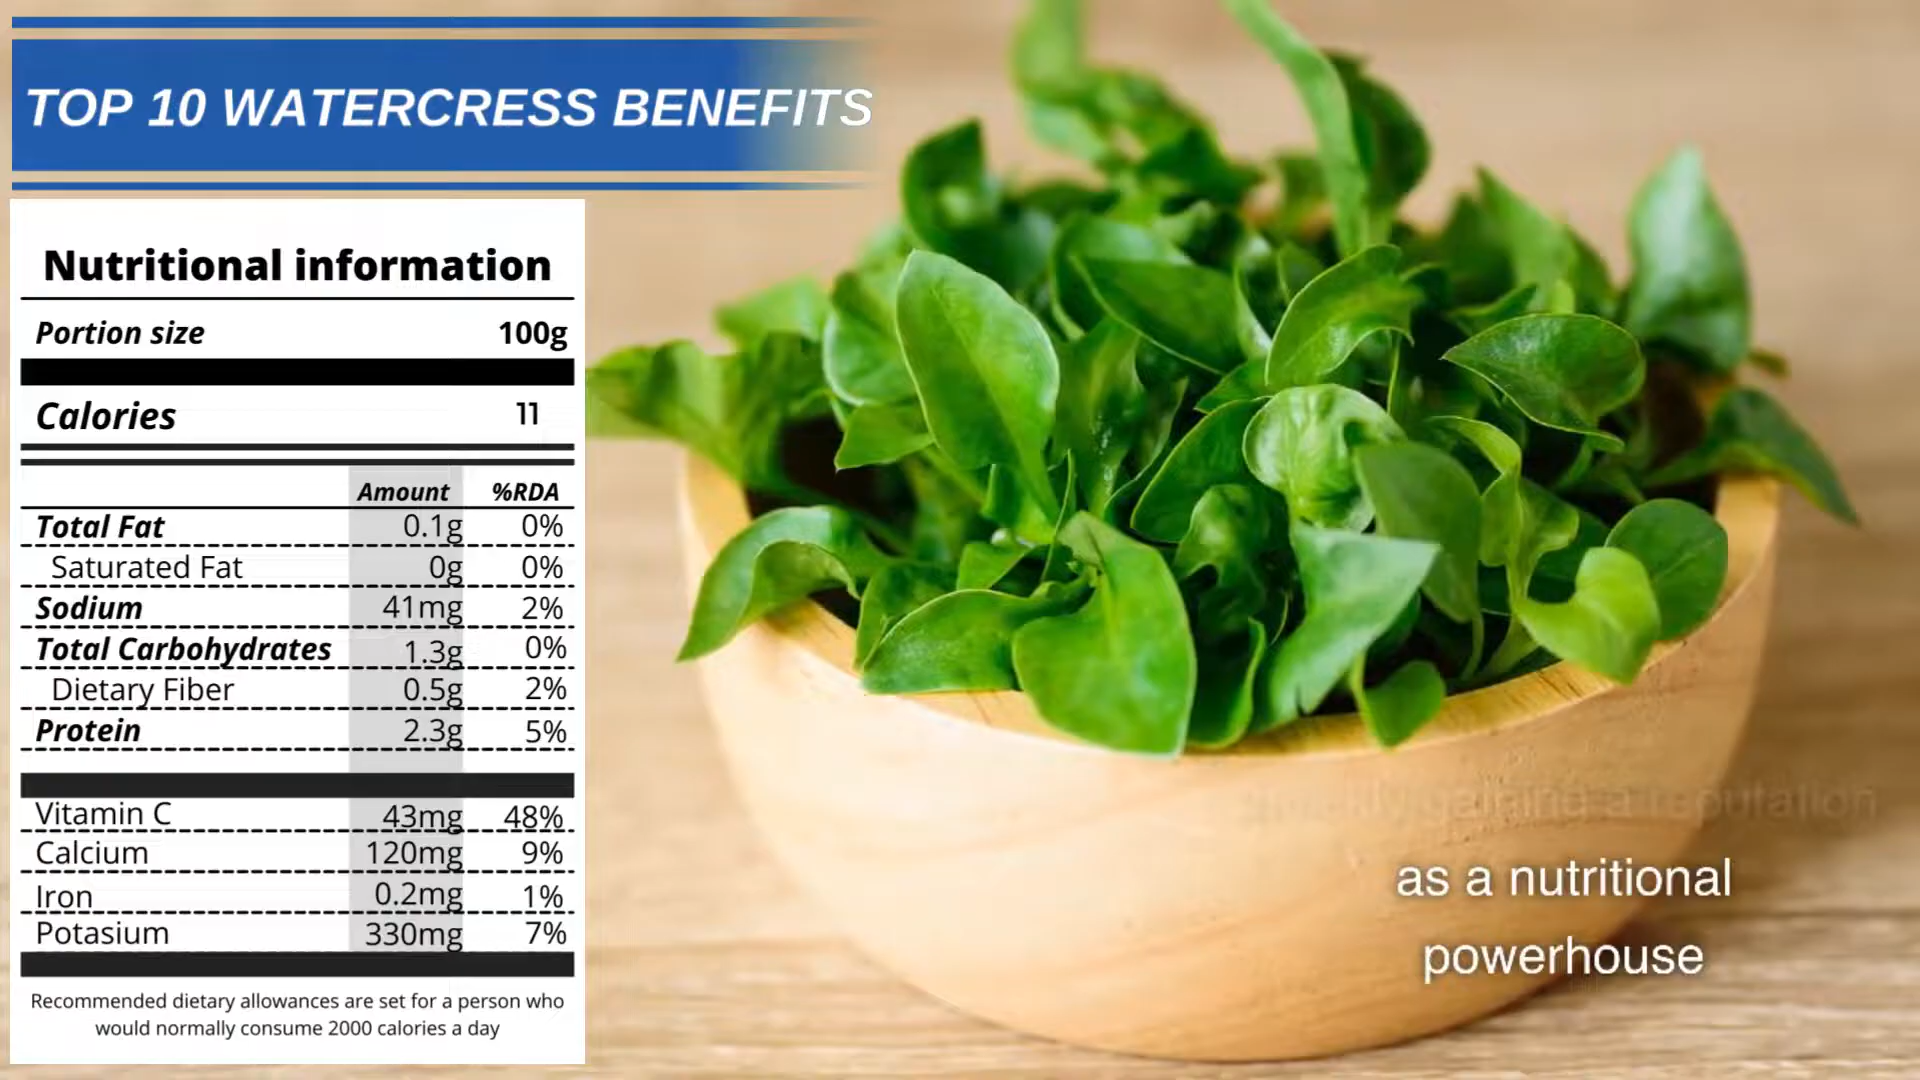 TOP 10 WATERCRESS BENEFITS
Nutritional information
Portion size 100g
Calories 11
Amount %RDA
Total Fat 0.1g 0%
Saturated Fat 0g 0%
Sodium 41mg 2%
Total Carbohydrates 1.3g 0%
Dietary Fiber 0.5g 2%
Protein 2.3g 5%
Vitamin C 43mg 48%
Calcium 120mg 9%
Iron 0.2mg 1%
Potasium 330mg 7%
Recommended dietary allowances are set for a person who
would normally consume 2000 calories a day
gaining a reputation
as a nutritional
powerhouse